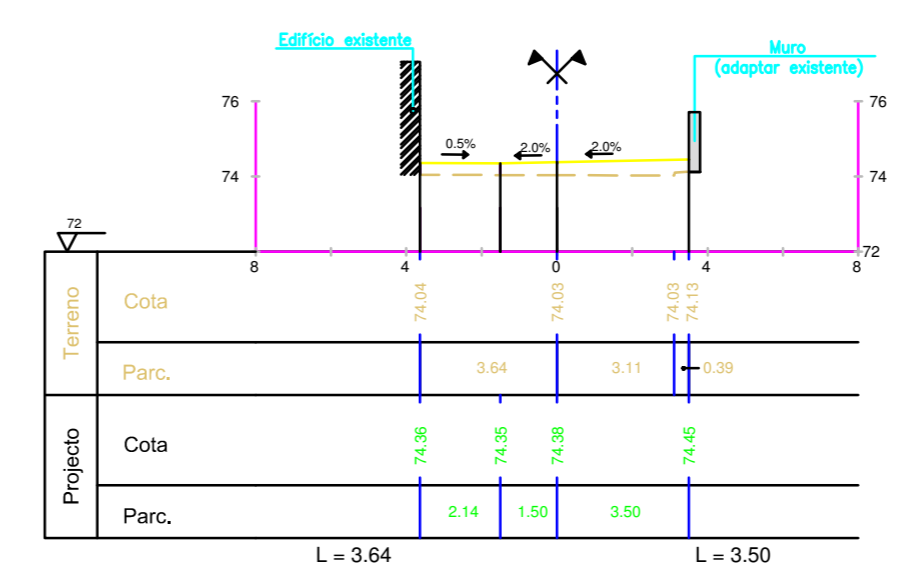 Edifício existente
Muro
(adaptar existente)
76
76
0.5%
2.0%
2.0%
74
74
72
72
8
4
0
4
8
Terreno
Cota
74.04
74.03
74.03
74.13
Parc.
3.64
3.11
0.39
Projecto
Cota
74.36
74.35
74.38
74.45
Parc.
2.14
1.50
3.50
L = 3.64
L = 3.50